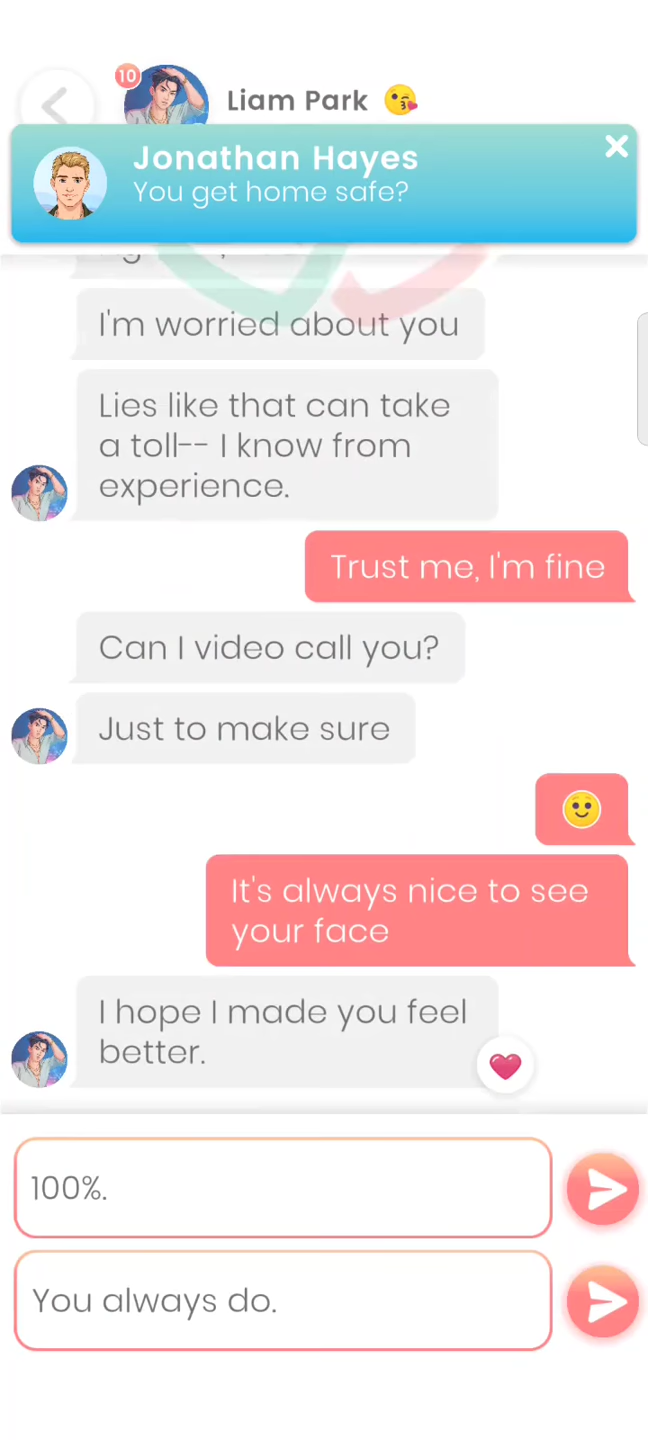 10
Liam Park 😘
Jonathan Hayes
You get home safe?
I'm worried about you
Lies like that can take
a toll-- I know from
experience.
Trust me, I'm fine
Can I video call you?
Just to make sure
🙂
It's always nice to see
your face
I hope I made you feel
better.
100%.
You always do.